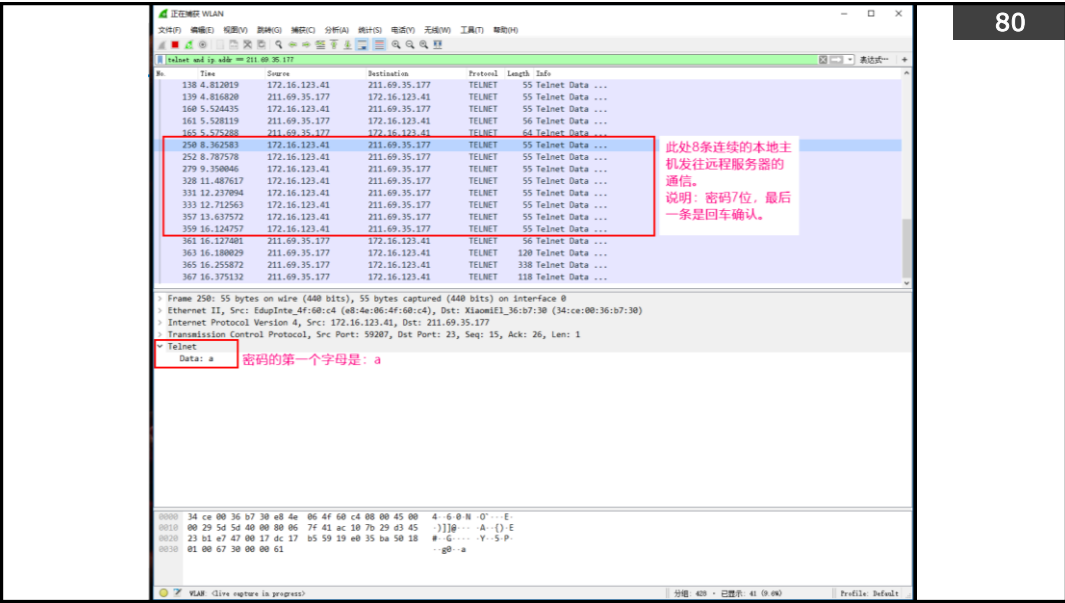 80
正在捕获 WLAN
文件(F) 编辑(E) 视图(V) 跳转(G) 捕获(C) 分析(A) 统计(S) 电话(Y) 无线(W) 工具(T) 帮助(H)
telnet and ip.addr == 211.69.35.177 表达式… +
No. Time Source Destination Protocol Length Info
138 4.812019 172.16.123.41 211.69.35.177 TELNET 55 Telnet Data ...
139 4.816820 211.69.35.177 172.16.123.41 TELNET 55 Telnet Data ...
160 5.524435 172.16.123.41 211.69.35.177 TELNET 55 Telnet Data ...
161 5.528119 211.69.35.177 172.16.123.41 TELNET 56 Telnet Data ...
165 5.575288 211.69.35.177 172.16.123.41 TELNET 64 Telnet Data ...
250 8.362583 172.16.123.41 211.69.35.177 TELNET 55 Telnet Data ...
252 8.787578 172.16.123.41 211.69.35.177 TELNET 55 Telnet Data ...
279 9.350046 172.16.123.41 211.69.35.177 TELNET 55 Telnet Data ...
328 11.487617 172.16.123.41 211.69.35.177 TELNET 55 Telnet Data ...
331 12.237094 172.16.123.41 211.69.35.177 TELNET 55 Telnet Data ...
333 12.712563 172.16.123.41 211.69.35.177 TELNET 55 Telnet Data ...
357 13.637572 172.16.123.41 211.69.35.177 TELNET 55 Telnet Data ...
359 16.124757 172.16.123.41 211.69.35.177 TELNET 55 Telnet Data ...
361 16.127401 211.69.35.177 172.16.123.41 TELNET 56 Telnet Data ...
363 16.180029 211.69.35.177 172.16.123.41 TELNET 120 Telnet Data ...
365 16.255872 211.69.35.177 172.16.123.41 TELNET 338 Telnet Data ...
367 16.375132 211.69.35.177 172.16.123.41 TELNET 118 Telnet Data ...
此处8条连续的本地主
机发往远程服务器的
通信。
说明：密码7位，最后
一条是回车确认。
Frame 250: 55 bytes on wire (440 bits), 55 bytes captured (440 bits) on interface 0
Ethernet II, Src: EdupInte_4f:60:c4 (e8:4e:06:4f:60:c4), Dst: XiaomiEl_36:b7:30 (34:ce:00:36:b7:30)
Internet Protocol Version 4, Src: 172.16.123.41, Dst: 211.69.35.177
Transmission Control Protocol, Src Port: 59207, Dst Port: 23, Seq: 15, Ack: 26, Len: 1
Telnet
Data: a
密码的第一个字母是：a
0000 34 ce 00 36 b7 30 e8 4e 06 4f 60 c4 08 00 45 00 4··6·0·N ·O`···E·
0010 00 29 5d 5d 40 00 80 06 7f 41 ac 10 7b 29 d3 45 ·)]]@··· ·A··{)·E
0020 23 b1 e7 47 00 17 dc 17 b5 59 19 e0 35 ba 50 18 #··G···· ·Y··5·P·
0030 01 00 67 30 00 00 61 ··g0··a
WLAN: <live capture in progress> 分组: 428 · 已显示: 41 (9.6%) Profile: Default